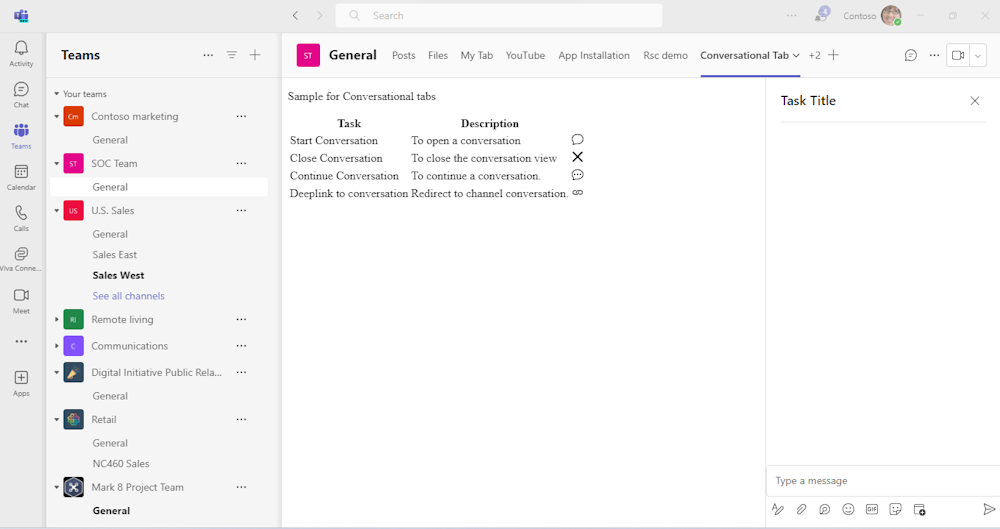 Search
4
Contoso
Activity
Chat
Teams
Calendar
Calls
Viva Conne...
Meet
Apps
Teams
Your teams
Cm Contoso marketing
General
ST SOC Team
General
US U.S. Sales
General
Sales East
Sales West
See all channels
Rl Remote living
C Communications
Digital Initiative Public Rela...
General
Retail
General
NC460 Sales
Mark 8 Project Team
General
ST General Posts Files My Tab YouTube App Installation Rsc demo Conversational Tab +2
Sample for Conversational tabs
Task Description
Start Conversation To open a conversation
Close Conversation To close the conversation view
Continue Conversation To continue a conversation.
Deeplink to conversation Redirect to channel conversation.
Task Title
Type a message
GIF